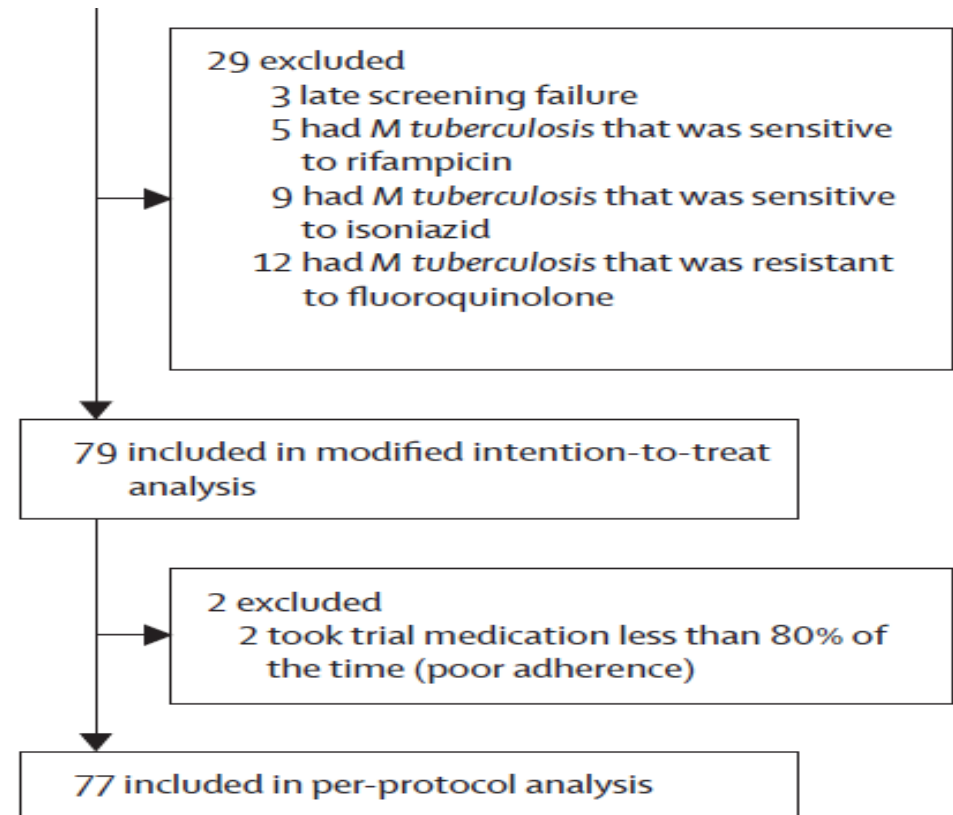 29 excluded
3 late screening failure
5 had M tuberculosis that was sensitive
to rifampicin
9 had M tuberculosis that was sensitive
to isoniazid
12 had M tuberculosis that was resistant
to fluoroquinolone
79 included in modified intention-to-treat
analysis
2 excluded
2 took trial medication less than 80% of
the time (poor adherence)
77 included in per-protocol analysis